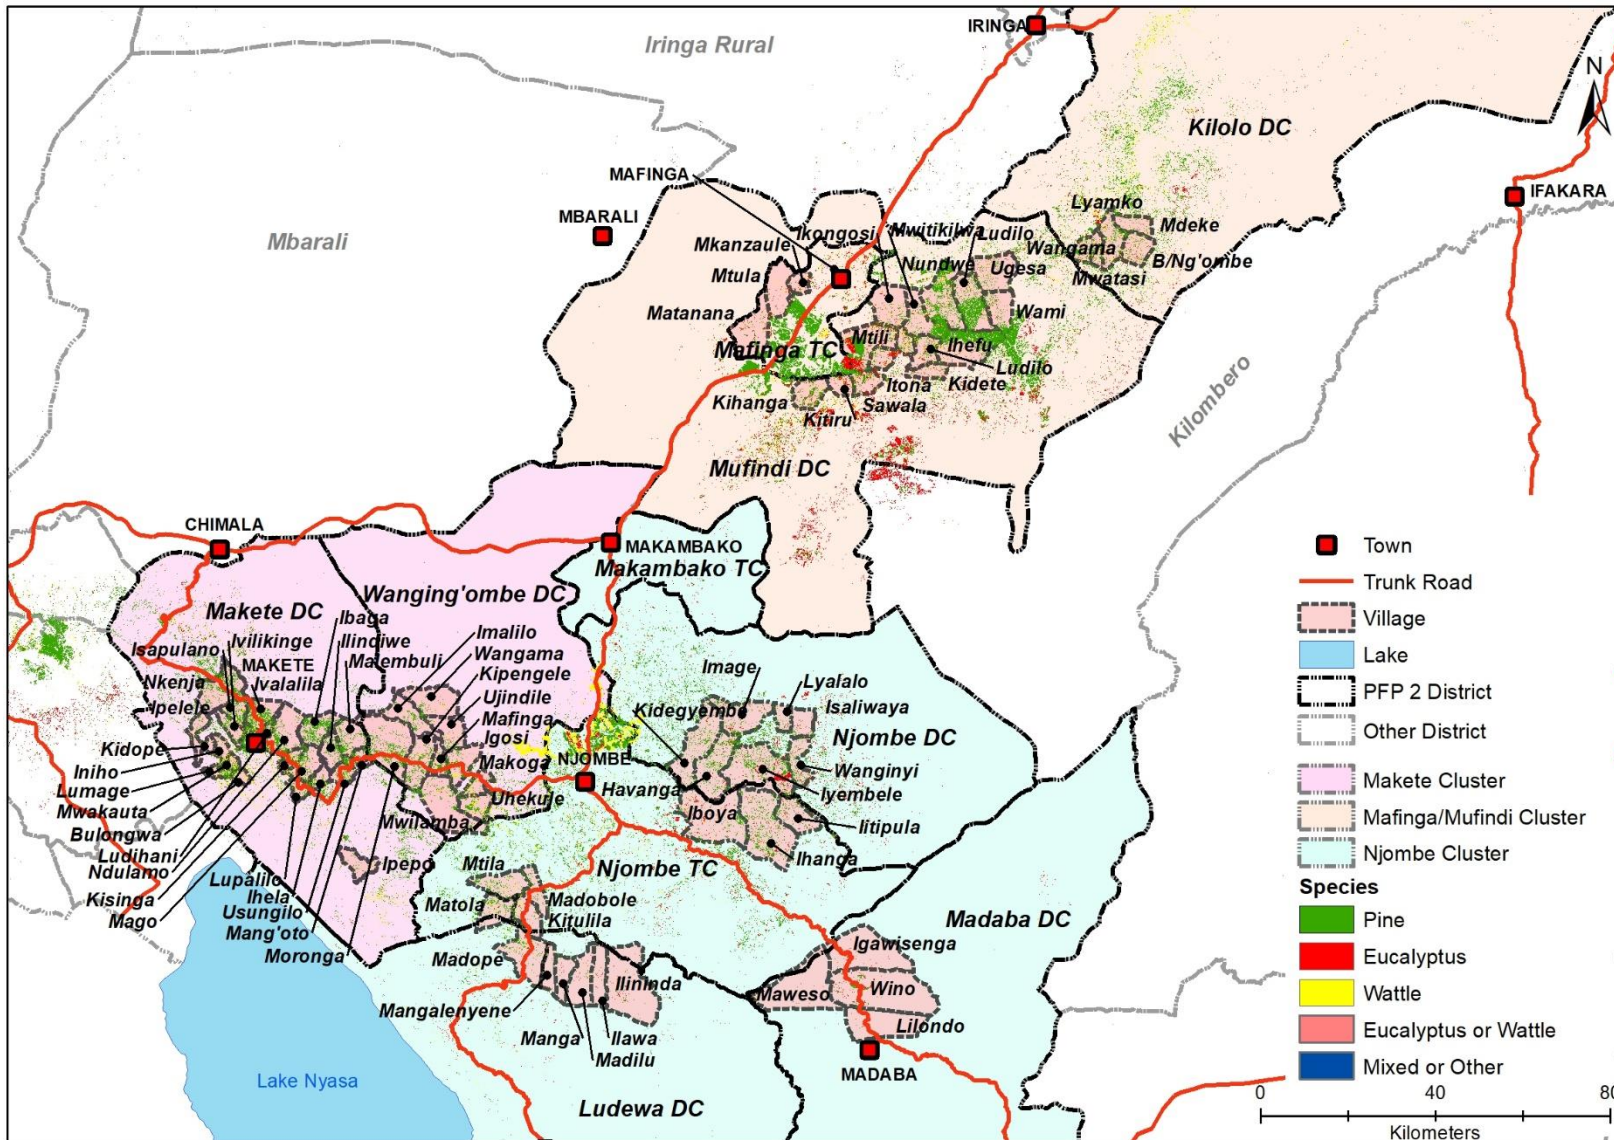 IRINGA
Iringa Rural
N
Kilolo DC
MAFINGA
IFAKARA
MBARALI
Mbarali
Lyamko
Mdeke
Ikongosi
Mwitikilwa
Ludilo
Wangama
Mkanzaule
Nundwe
Ugesa
B/Ng'ombe
Mtula
Mwatasi
Matanana
Wami
Mafinga TC
Mtili
Ihefu
Ludilo
Kilombero
Itona
Kidete
Kihanga
Sawala
Kitiru
Mufindi DC
CHIMALA
MAKAMBAKO
Makambako TC
Wanging'ombe DC
Makete DC
Ibaga
Ivilikinge
Ilindiwe
Imalilo
Isapulano
MAKETE
Malembuli
Wangama
Nkenja
Ivalalila
Kipengele
Image
Lyalalo
Ipelele
Ujindile
Kidegyembe
Isaliwaya
Mafinga
Njombe DC
Kidope
Igosi
Iniho
Makoga
NJOMBE
Wanginyi
Lumage
Uhekuje
Havanga
Iyembele
Mwakauta
Mwilamba
Iboya
Iitipula
Bulongwa
Ludihani
Ipepo
Ihanga
Ndulamo
Lupalilo
Mtila
Njombe TC
Kisinga
Ihela
Matola
Madobole
Mago
Usungilo
Kitulila
Madaba DC
Mang'oto
Moronga
Madope
Igawisenga
Ilininda
Maweso
Wino
Mangalenyene
Lilondo
Manga
Ilawa
Madilu
MADABA
Lake Nyasa
Ludewa DC
Town
Trunk Road
Village
Lake
PFP 2 District
Other District
Makete Cluster
Mafinga/Mufindi Cluster
Njombe Cluster
Species
Pine
Eucalyptus
Wattle
Eucalyptus or Wattle
Mixed or Other
0 40 80
Kilometers